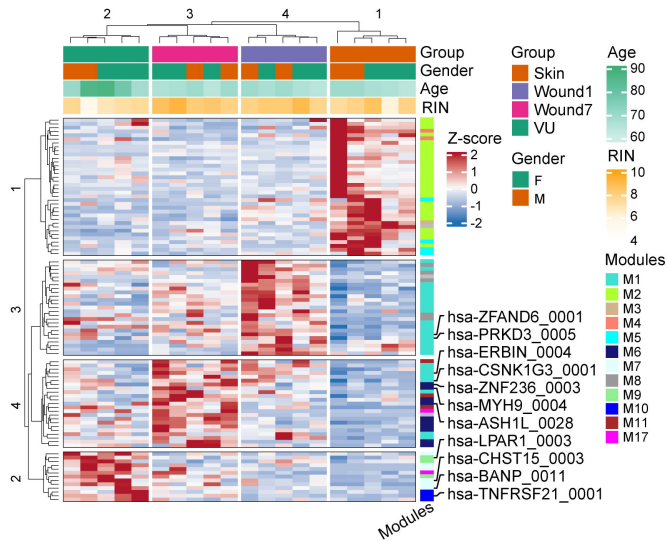 2 3 4 1
Group
Gender
Age
RIN
1
3
4
2
Z-score
2
1
0
-1
-2
Group
Skin
Wound1
Wound7
VU
Gender
F
M
Age
90
80
70
60
RIN
10
8
6
4
Modules
M1
M2
M3
M4
M5
M6
M7
M8
M9
M10
M11
M17
hsa-ZFAND6_0001
hsa-PRKD3_0005
hsa-ERBIN_0004
hsa-CSNK1G3_0001
hsa-ZNF236_0003
hsa-MYH9_0004
hsa-ASH1L_0028
hsa-LPAR1_0003
hsa-CHST15_0003
hsa-BANP_0011
hsa-TNFRSF21_0001
Modules